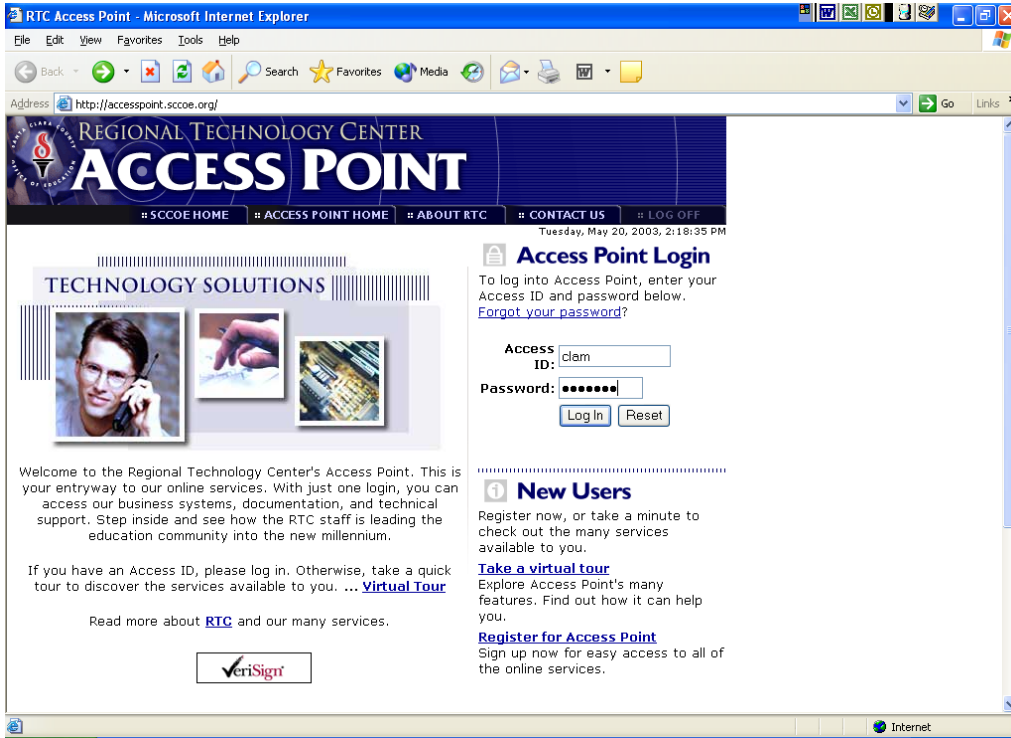 RTC Access Point - Microsoft Internet Explorer
File Edit View Favorites Tools Help
Back Search Favorites Media
Address http://accesspoint.sccoe.org/ Go Links
SANTA CLARA COUNTY OFFICE OF EDUCATION
REGIONAL TECHNOLOGY CENTER
ACCESS POINT
:: SCCOE HOME :: ACCESS POINT HOME :: ABOUT RTC :: CONTACT US :: LOG OFF
Tuesday, May 20, 2003, 2:18:35 PM
TECHNOLOGY SOLUTIONS
Welcome to the Regional Technology Center's Access Point. This is
your entryway to our online services. With just one login, you can
access our business systems, documentation, and technical
support. Step inside and see how the RTC staff is leading the
education community into the new millennium.
If you have an Access ID, please log in. Otherwise, take a quick
tour to discover the services available to you. ... Virtual Tour
Read more about RTC and our many services.
VeriSign
Access Point Login
To log into Access Point, enter your
Access ID and password below.
Forgot your password?
Access
ID: clam
Password: •••••••
Log In Reset
New Users
Register now, or take a minute to
check out the many services
available to you.
Take a virtual tour
Explore Access Point's many
features. Find out how it can help
you.
Register for Access Point
Sign up now for easy access to all of
the online services.
Internet